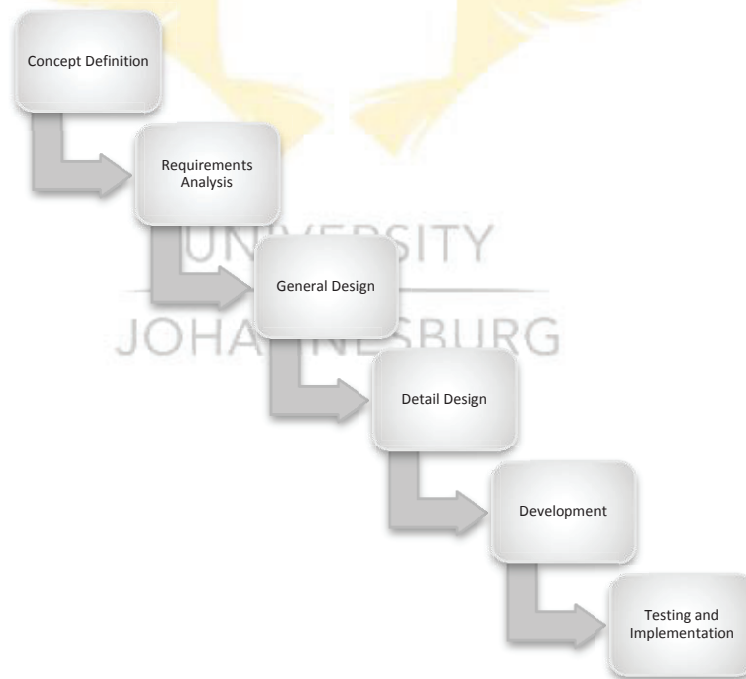 Concept Definition
Requirements
Analysis
UNIVERSITY
General Design
JOHANNESBURG
Detail Design
Development
Testing and
Implementation